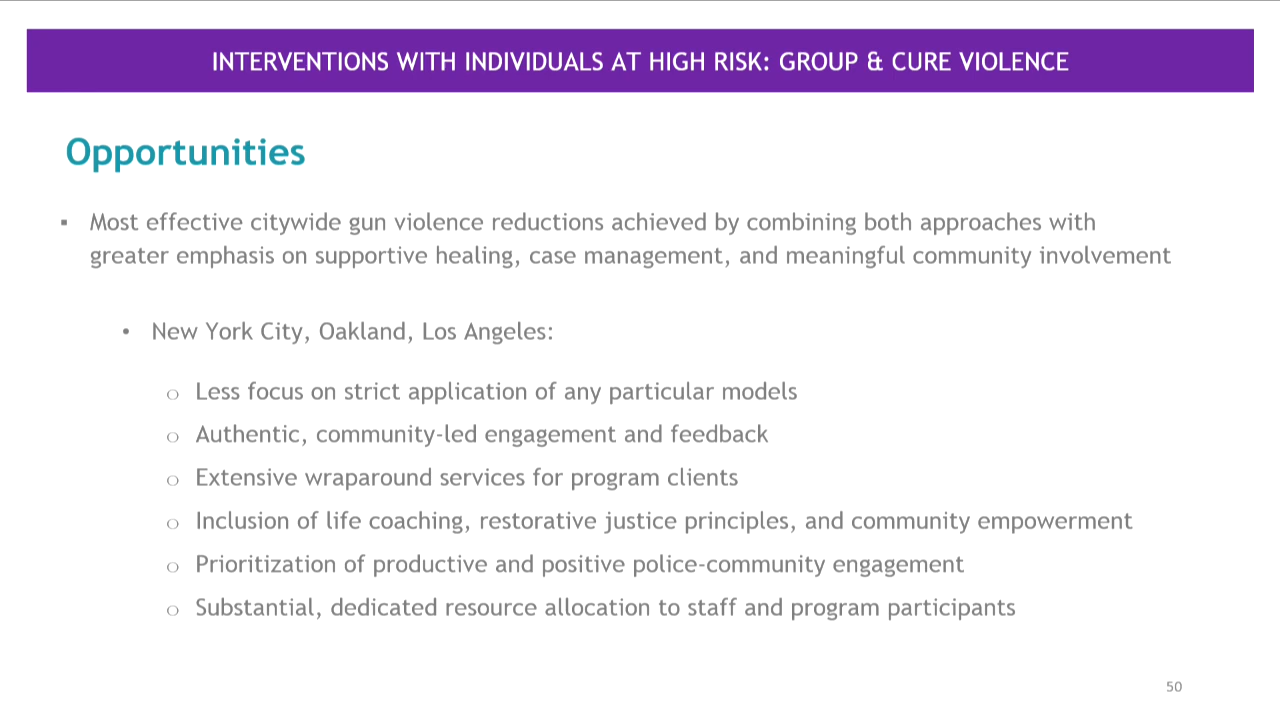 INTERVENTIONS WITH INDIVIDUALS AT HIGH RISK: GROUP & CURE VIOLENCE
Opportunities
▪ Most effective citywide gun violence reductions achieved by combining both approaches with
greater emphasis on supportive healing, case management, and meaningful community involvement
• New York City, Oakland, Los Angeles:
o Less focus on strict application of any particular models
o Authentic, community-led engagement and feedback
o Extensive wraparound services for program clients
o Inclusion of life coaching, restorative justice principles, and community empowerment
o Prioritization of productive and positive police-community engagement
o Substantial, dedicated resource allocation to staff and program participants
50